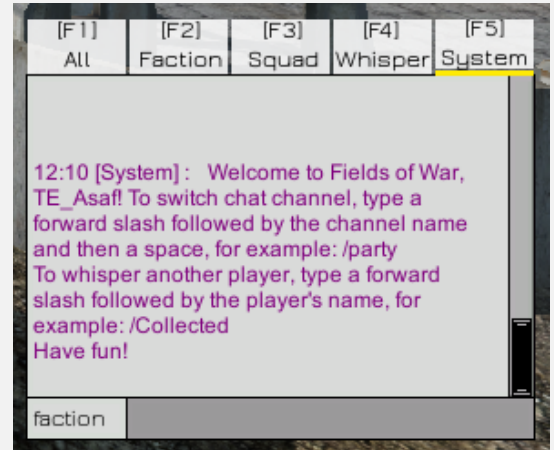 [F1] [F2] [F3] [F4] [F5]
All Faction Squad Whisper System
12:10 [System] : Welcome to Fields of War,
TE_Asaf! To switch chat channel, type a
forward slash followed by the channel name
and then a space, for example: /party
To whisper another player, type a forward
slash followed by the player's name, for
example: /Collected
Have fun!
faction